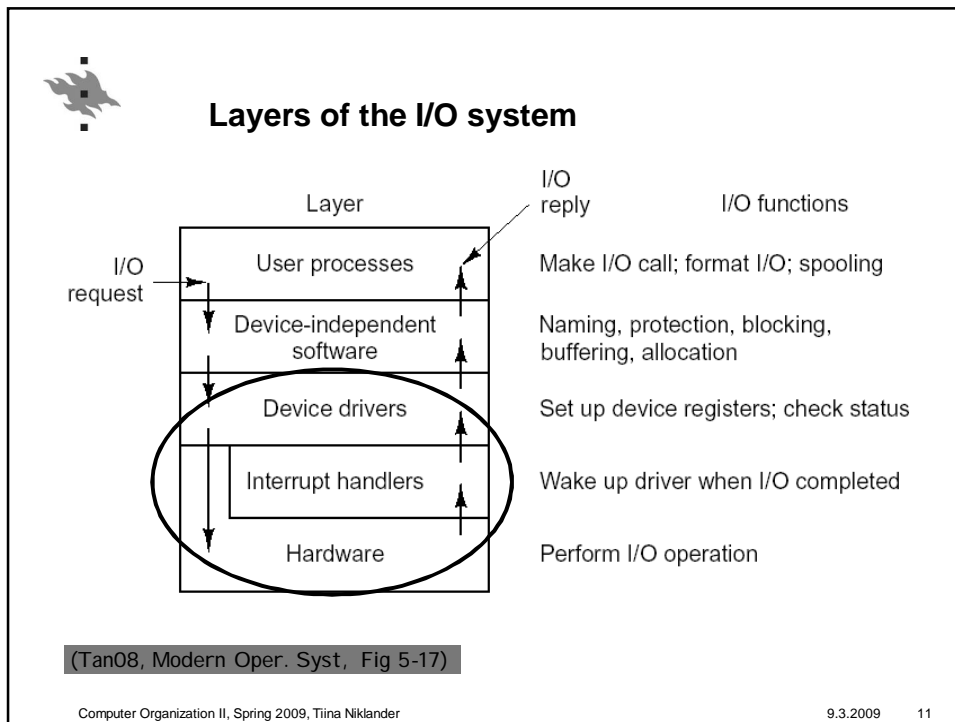 Layers of the I/O system
Layer
I/O
reply
I/O functions
I/O
request
User processes
Make I/O call; format I/O; spooling
Device-independent
software
Naming, protection, blocking,
buffering, allocation
Device drivers
Set up device registers; check status
Interrupt handlers
Wake up driver when I/O completed
Hardware
Perform I/O operation
(Tan08, Modern Oper. Syst, Fig 5-17)
Computer Organization II, Spring 2009, Tiina Niklander
9.3.2009 11